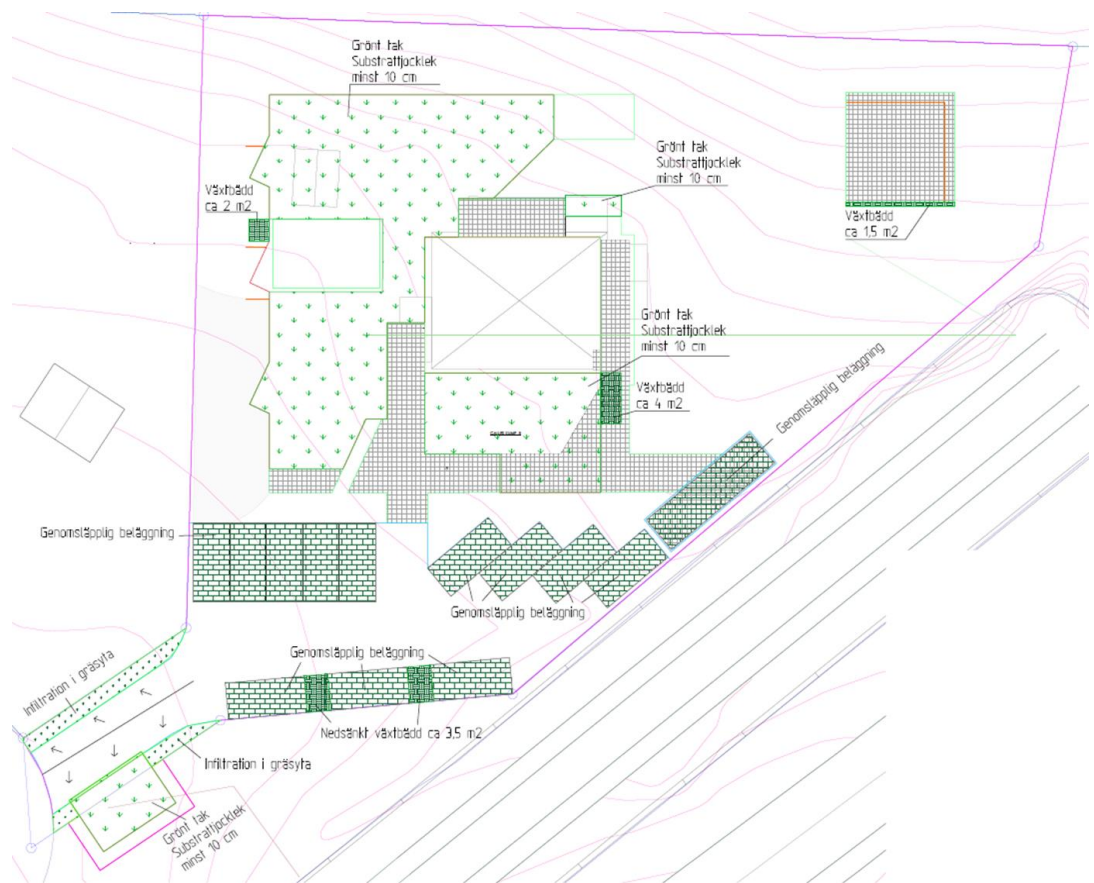 Grönt tak
Substrattjocklek
minst 10 cm
Grönt tak
Substrattjocklek
minst 10 cm
Växtbädd
ca 2 m2
Växtbädd
ca 1,5 m2
Grönt tak
Substrattjocklek
minst 10 cm
Växtbädd
ca 4 m2
Genomsläpplig beläggning
Genomsläpplig beläggning
Genomsläpplig beläggning
Genomsläpplig beläggning
Infiltration i gräsyta
Nedsänkt växtbädd ca 3,5 m2
Infiltration i gräsyta
Grönt tak
Substrattjocklek
minst 10 cm